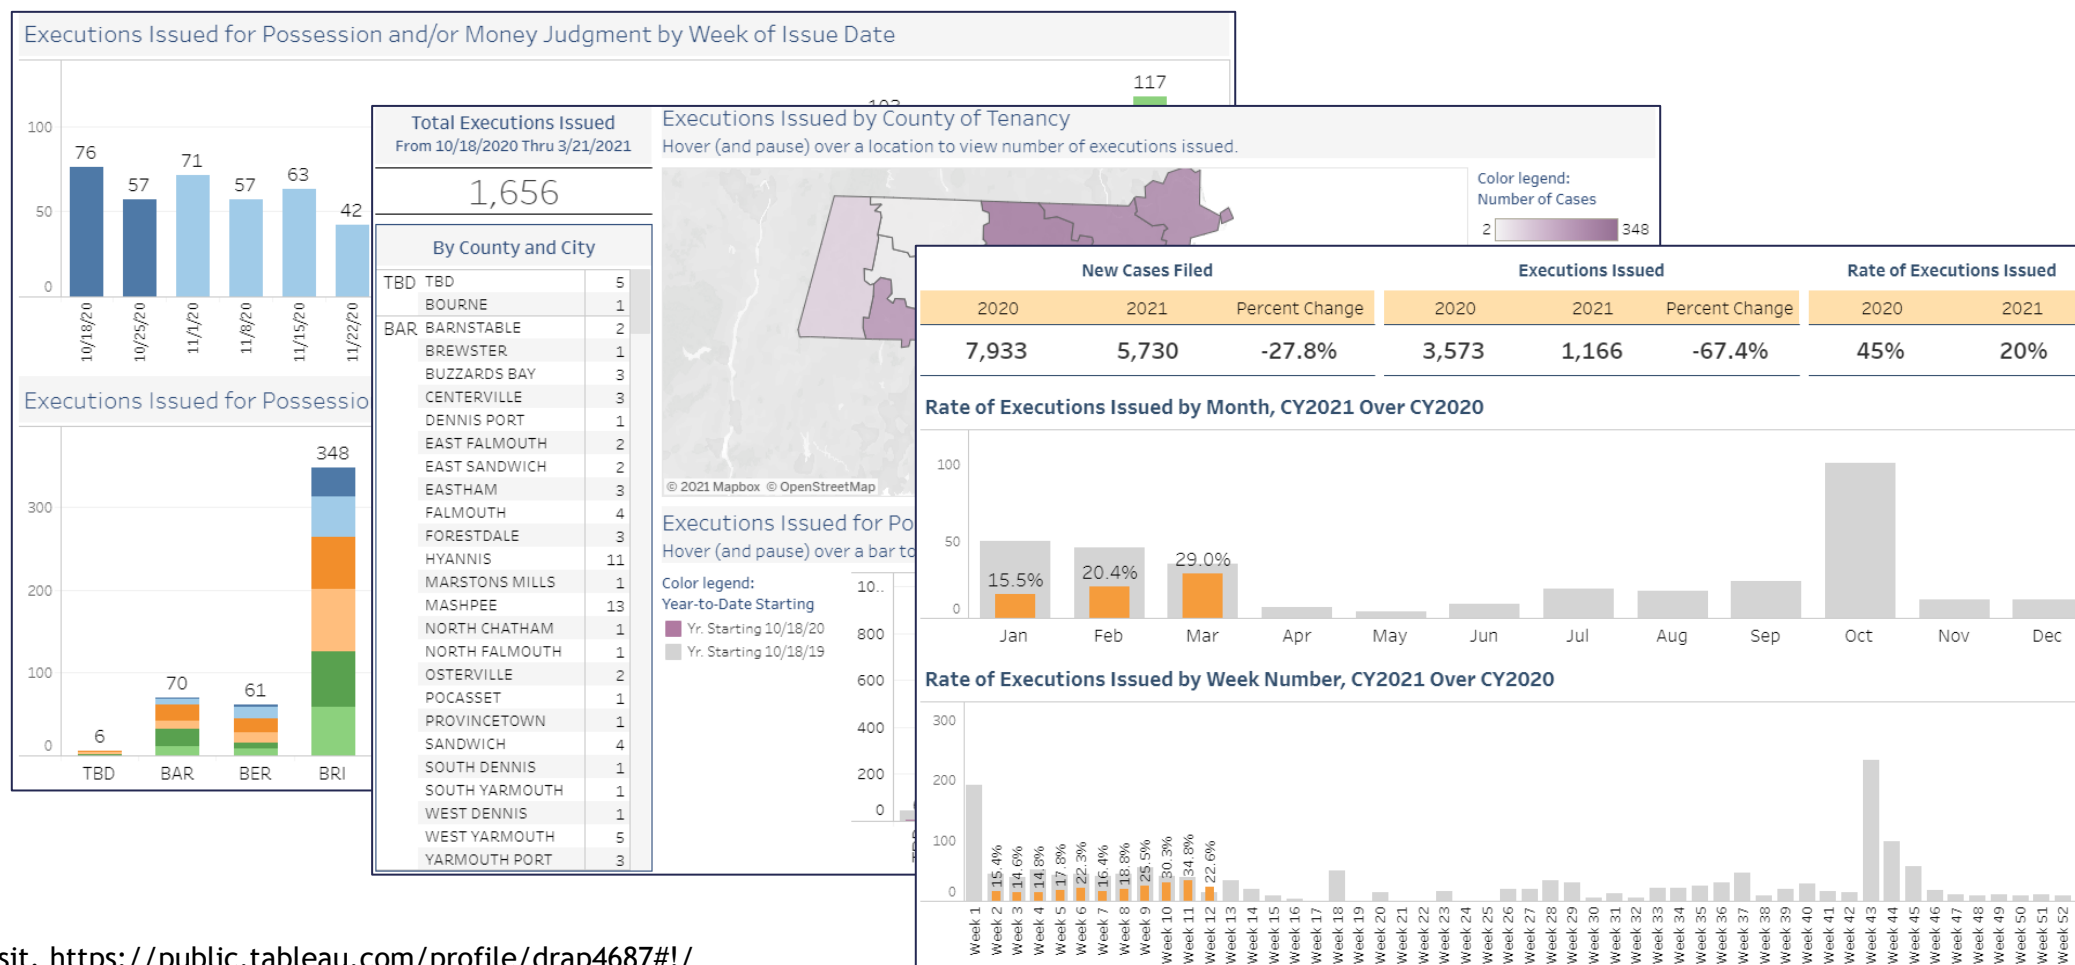 Executions Issued for Possession and/or Money Judgment by Week of Issue Date
117
100
76
57
71
57
63
42
50
0
10/18/20
10/25/20
11/1/20
11/8/20
11/15/20
11/22/20
Executions Issued for Possessio
348
300
200
100
70
61
6
0
TBD BAR BER BRI
Total Executions Issued
From 10/18/2020 Thru 3/21/2021
1,656
By County and City
TBD TBD 5
BOURNE 1
BAR BARNSTABLE 2
BREWSTER 1
BUZZARDS BAY 3
CENTERVILLE 3
DENNIS PORT 1
EAST FALMOUTH 2
EAST SANDWICH 2
EASTHAM 3
FALMOUTH 4
FORESTDALE 3
HYANNIS 11
MARSTONS MILLS 1
MASHPEE 13
NORTH CHATHAM 1
NORTH FALMOUTH 1
OSTERVILLE 2
POCASSET 1
PROVINCETOWN 1
SANDWICH 4
SOUTH DENNIS 1
SOUTH YARMOUTH 1
WEST DENNIS 1
WEST YARMOUTH 5
YARMOUTH PORT 3
Executions Issued by County of Tenancy
Hover (and pause) over a location to view number of executions issued.
Color legend:
Number of Cases
2 348
© 2021 Mapbox © OpenStreetMap
Executions Issued for Po
Hover (and pause) over a bar to
Color legend:
Year-to-Date Starting
Yr. Starting 10/18/20
Yr. Starting 10/18/19
10..
800
600
400
200
0
New Cases Filed Executions Issued Rate of Executions Issued
2020 2021 Percent Change 2020 2021 Percent Change 2020 2021
7,933 5,730 -27.8% 3,573 1,166 -67.4% 45% 20%
Rate of Executions Issued by Month, CY2021 Over CY2020
100
50
0
15.5% 20.4% 29.0%
Jan Feb Mar Apr May Jun Jul Aug Sep Oct Nov Dec
Rate of Executions Issued by Week Number, CY2021 Over CY2020
300
200
100
0
15.4%
14.6%
14.8%
17.8%
22.3%
16.4%
18.8%
25.5%
30.3%
34.8%
22.6%
Week 1
Week 2
Week 3
Week 4
Week 5
Week 6
Week 7
Week 8
Week 9
Week 10
Week 11
Week 12
Week 13
Week 14
Week 15
Week 16
Week 17
Week 18
Week 19
Week 20
Week 21
Week 22
Week 23
Week 24
Week 25
Week 26
Week 27
Week 28
Week 29
Week 30
Week 31
Week 32
Week 33
Week 34
Week 35
Week 36
Week 37
Week 38
Week 39
Week 40
Week 41
Week 42
Week 43
Week 44
Week 45
Week 46
Week 47
Week 48
Week 49
Week 50
Week 51
Week 52
sit, https://public.tableau.com/profile/drap4687#!/